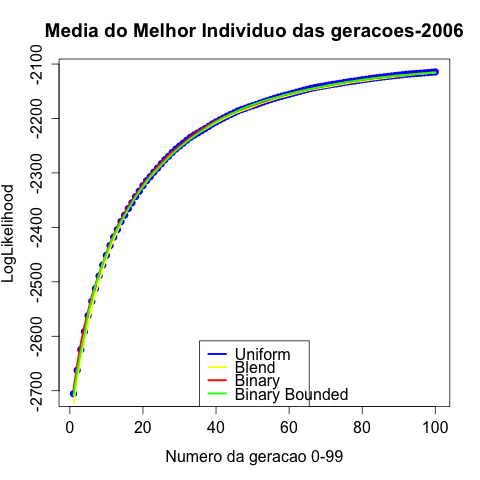 Media do Melhor Individuo das geracoes-2006
LogLikelihood
-2100
-2200
-2300
-2400
-2500
-2600
-2700
Uniform
Blend
Binary
Binary Bounded
0 20 40 60 80 100
Numero da geracao 0-99